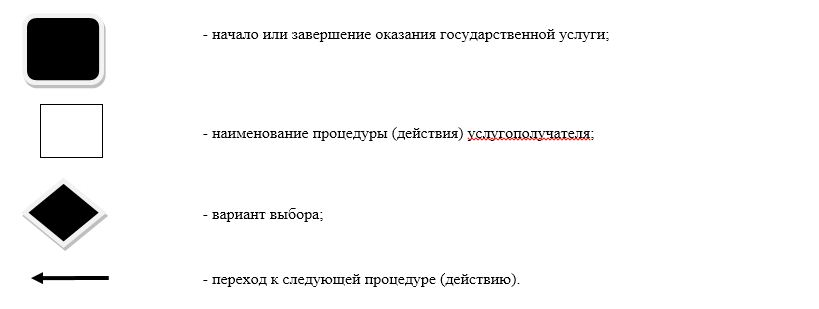 - начало или завершение оказания государственной услуги;
- наименование процедуры (действия) услугополучателя;
- вариант выбора;
- переход к следующей процедуре (действию).